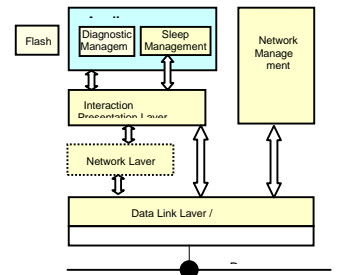 Flash
Diagnostic
Managem
Sleep
Management
Network
Manage
ment
Interaction
Presentation Layer
Network Layer
Data Link Layer /